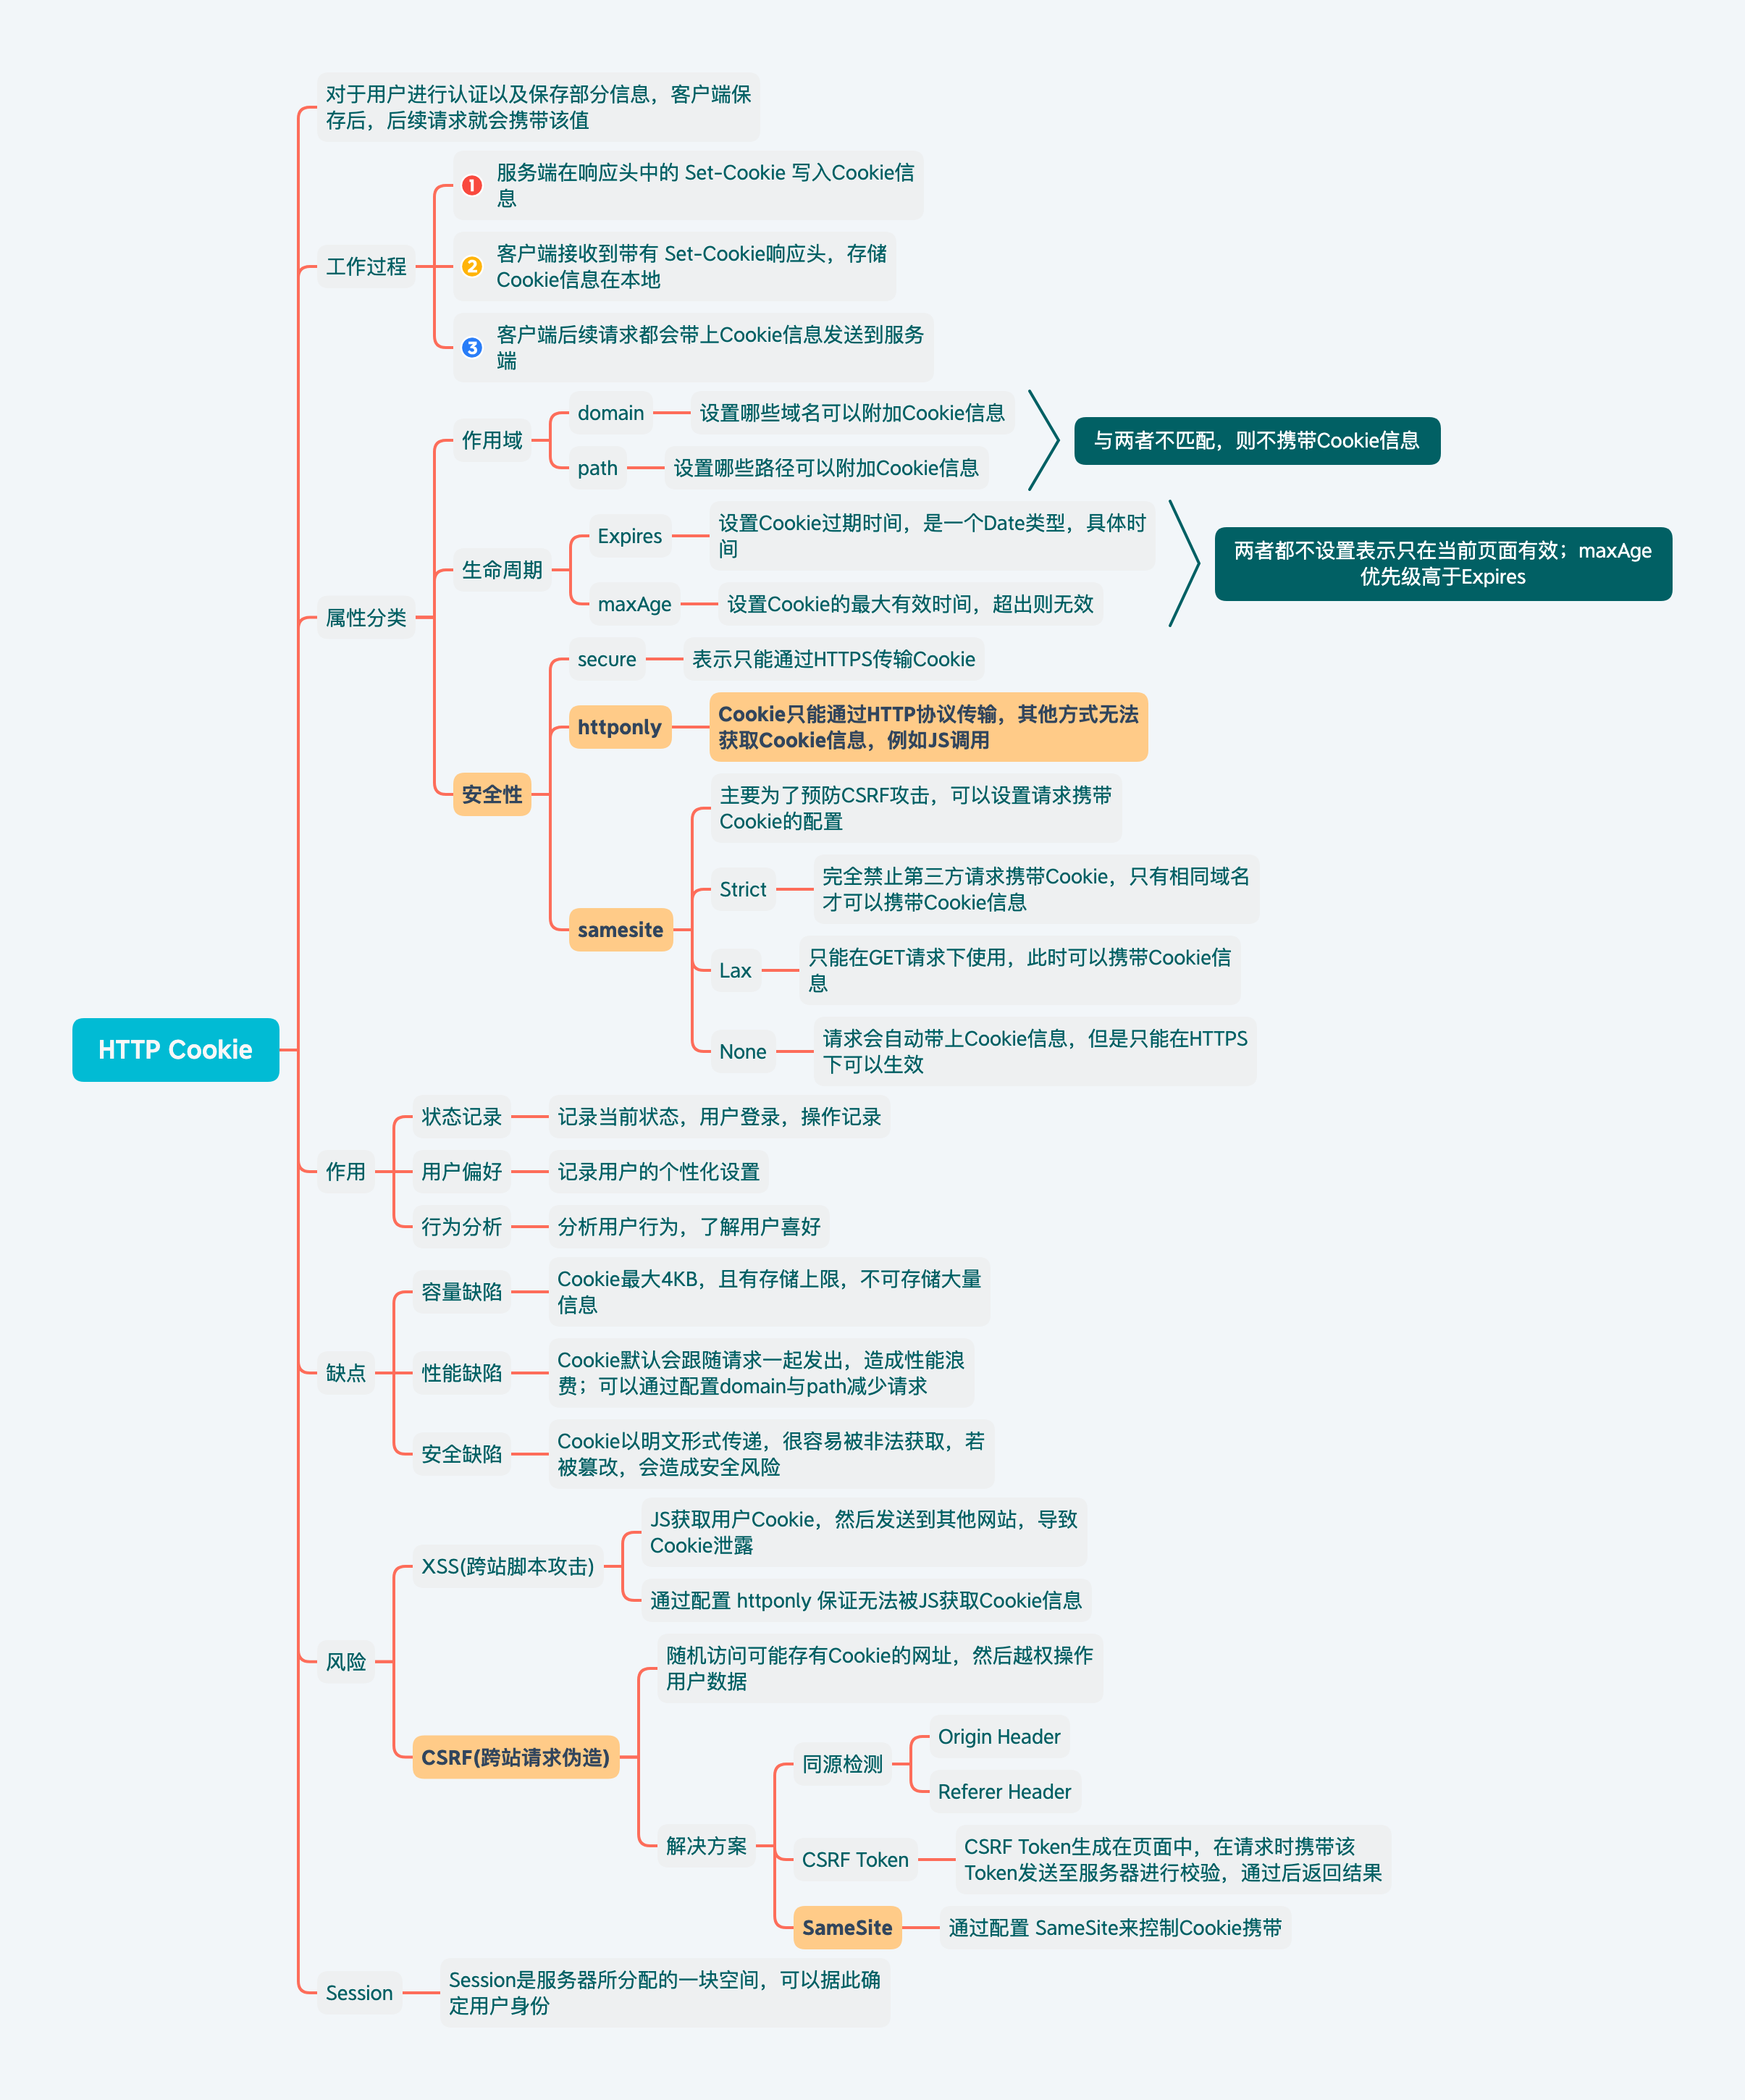 对于用户进行认证以及保存部分信息，客户端保
存后，后续请求就会携带该值
工作过程
1
服务端在响应头中的 Set-Cookie 写入Cookie信
息
2
客户端接收到带有 Set-Cookie响应头，存储
Cookie信息在本地
3
客户端后续请求都会带上Cookie信息发送到服务
端
属性分类
作用域
domain
设置哪些域名可以附加Cookie信息
path
设置哪些路径可以附加Cookie信息
与两者不匹配，则不携带Cookie信息
生命周期
Expires
设置Cookie过期时间，是一个Date类型，具体时
间
maxAge
设置Cookie的最大有效时间，超出则无效
两者都不设置表示只在当前页面有效；maxAge
优先级高于Expires
安全性
secure
表示只能通过HTTPS传输Cookie
httponly
Cookie只能通过HTTP协议传输，其他方式无法
获取Cookie信息，例如JS调用
samesite
主要为了预防CSRF攻击，可以设置请求携带
Cookie的配置
Strict
完全禁止第三方请求携带Cookie，只有相同域名
才可以携带Cookie信息
Lax
只能在GET请求下使用，此时可以携带Cookie信
息
None
请求会自动带上Cookie信息，但是只能在HTTPS
下可以生效
HTTP Cookie
作用
状态记录
记录当前状态，用户登录，操作记录
用户偏好
记录用户的个性化设置
行为分析
分析用户行为，了解用户喜好
缺点
容量缺陷
Cookie最大4KB，且有存储上限，不可存储大量
信息
性能缺陷
Cookie默认会跟随请求一起发出，造成性能浪
费；可以通过配置domain与path减少请求
安全缺陷
Cookie以明文形式传递，很容易被非法获取，若
被篡改，会造成安全风险
风险
XSS(跨站脚本攻击)
JS获取用户Cookie，然后发送到其他网站，导致
Cookie泄露
通过配置 httponly 保证无法被JS获取Cookie信息
CSRF(跨站请求伪造)
随机访问可能存有Cookie的网址，然后越权操作
用户数据
解决方案
同源检测
Origin Header
Referer Header
CSRF Token
CSRF Token生成在页面中，在请求时携带该
Token发送至服务器进行校验，通过后返回结果
SameSite
通过配置 SameSite来控制Cookie携带
Session
Session是服务器所分配的一块空间，可以据此确
定用户身份